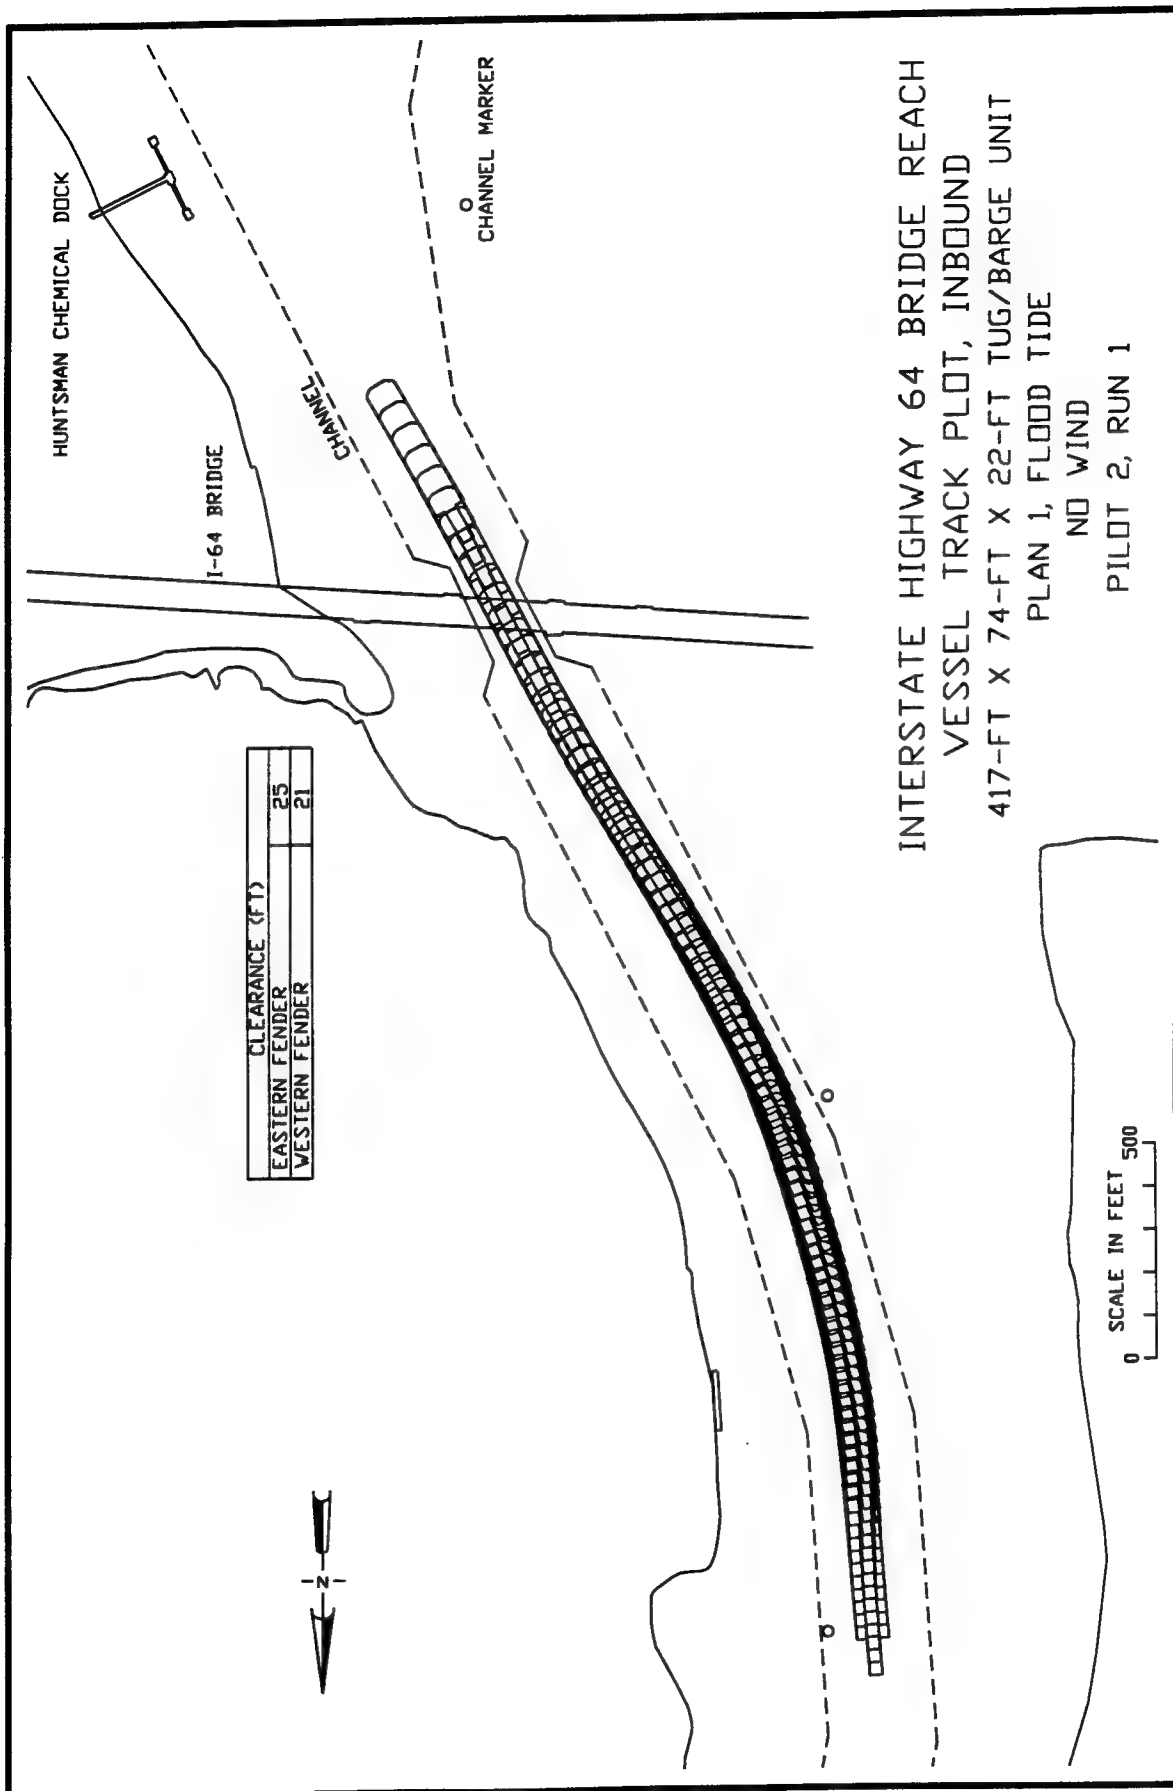 HUNTSMAN CHEMICAL DOCK
CHANNEL MARKER
CHANNEL
I-64 BRIDGE
CLEARANCE (FT)
EASTERN FENDER 25
WESTERN FENDER 21
N
SCALE IN FEET
0 500
INTERSTATE HIGHWAY 64 BRIDGE REACH
VESSEL TRACK PLOT, INBOUND
417-FT X 74-FT X 22-FT TUG/BARGE UNIT
PLAN 1, FLOOD TIDE
NO WIND
PILOT 2, RUN 1